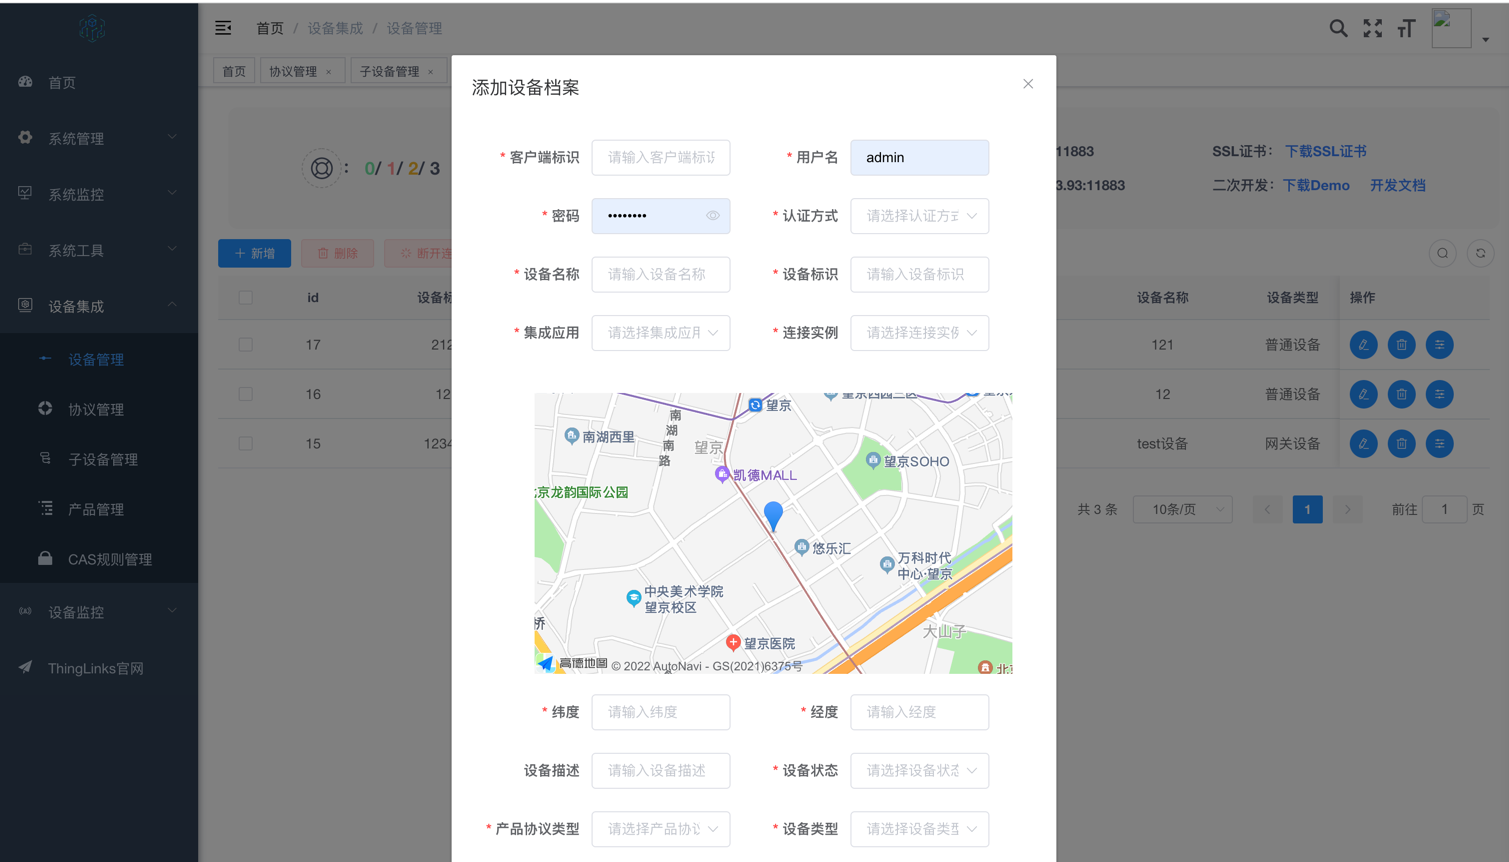 首页 / 设备集成 / 设备管理
首页
协议管理 ×
子设备管理 ×
首页
系统管理
系统监控
系统工具
设备集成
设备管理
协议管理
子设备管理
产品管理
CAS规则管理
设备监控
ThingLinks官网
: 0/ 1/ 2/ 3
11883
SSL证书: 下载SSL证书
3.93:11883
二次开发: 下载Demo 开发文档
+ 新增
删除
断开连
id
设备标
设备名称
设备类型
操作
17
212
121
普通设备
16
12
12
普通设备
15
1234
test设备
网关设备
共 3 条
10条/页
1
前往 1 页
添加设备档案
* 客户端标识 请输入客户端标识
* 用户名 admin
* 密码 ••••••••
* 认证方式 请选择认证方式
* 设备名称 请输入设备名称
* 设备标识 请输入设备标识
* 集成应用 请选择集成应用
* 连接实例 请选择连接实例
望京
南湖南路
南湖西里
望京
凯德MALL
望京SOHO
京龙韵国际公园
悠乐汇
万科时代
中心·望京
中央美术学院
望京校区
桥
大山子
望京医院
高德地图 © 2022 AutoNavi - GS(2021)6375号
* 纬度 请输入纬度
* 经度 请输入经度
设备描述 请输入设备描述
* 设备状态 请选择设备状态
* 产品协议类型 请选择产品协议
* 设备类型 请选择设备类型